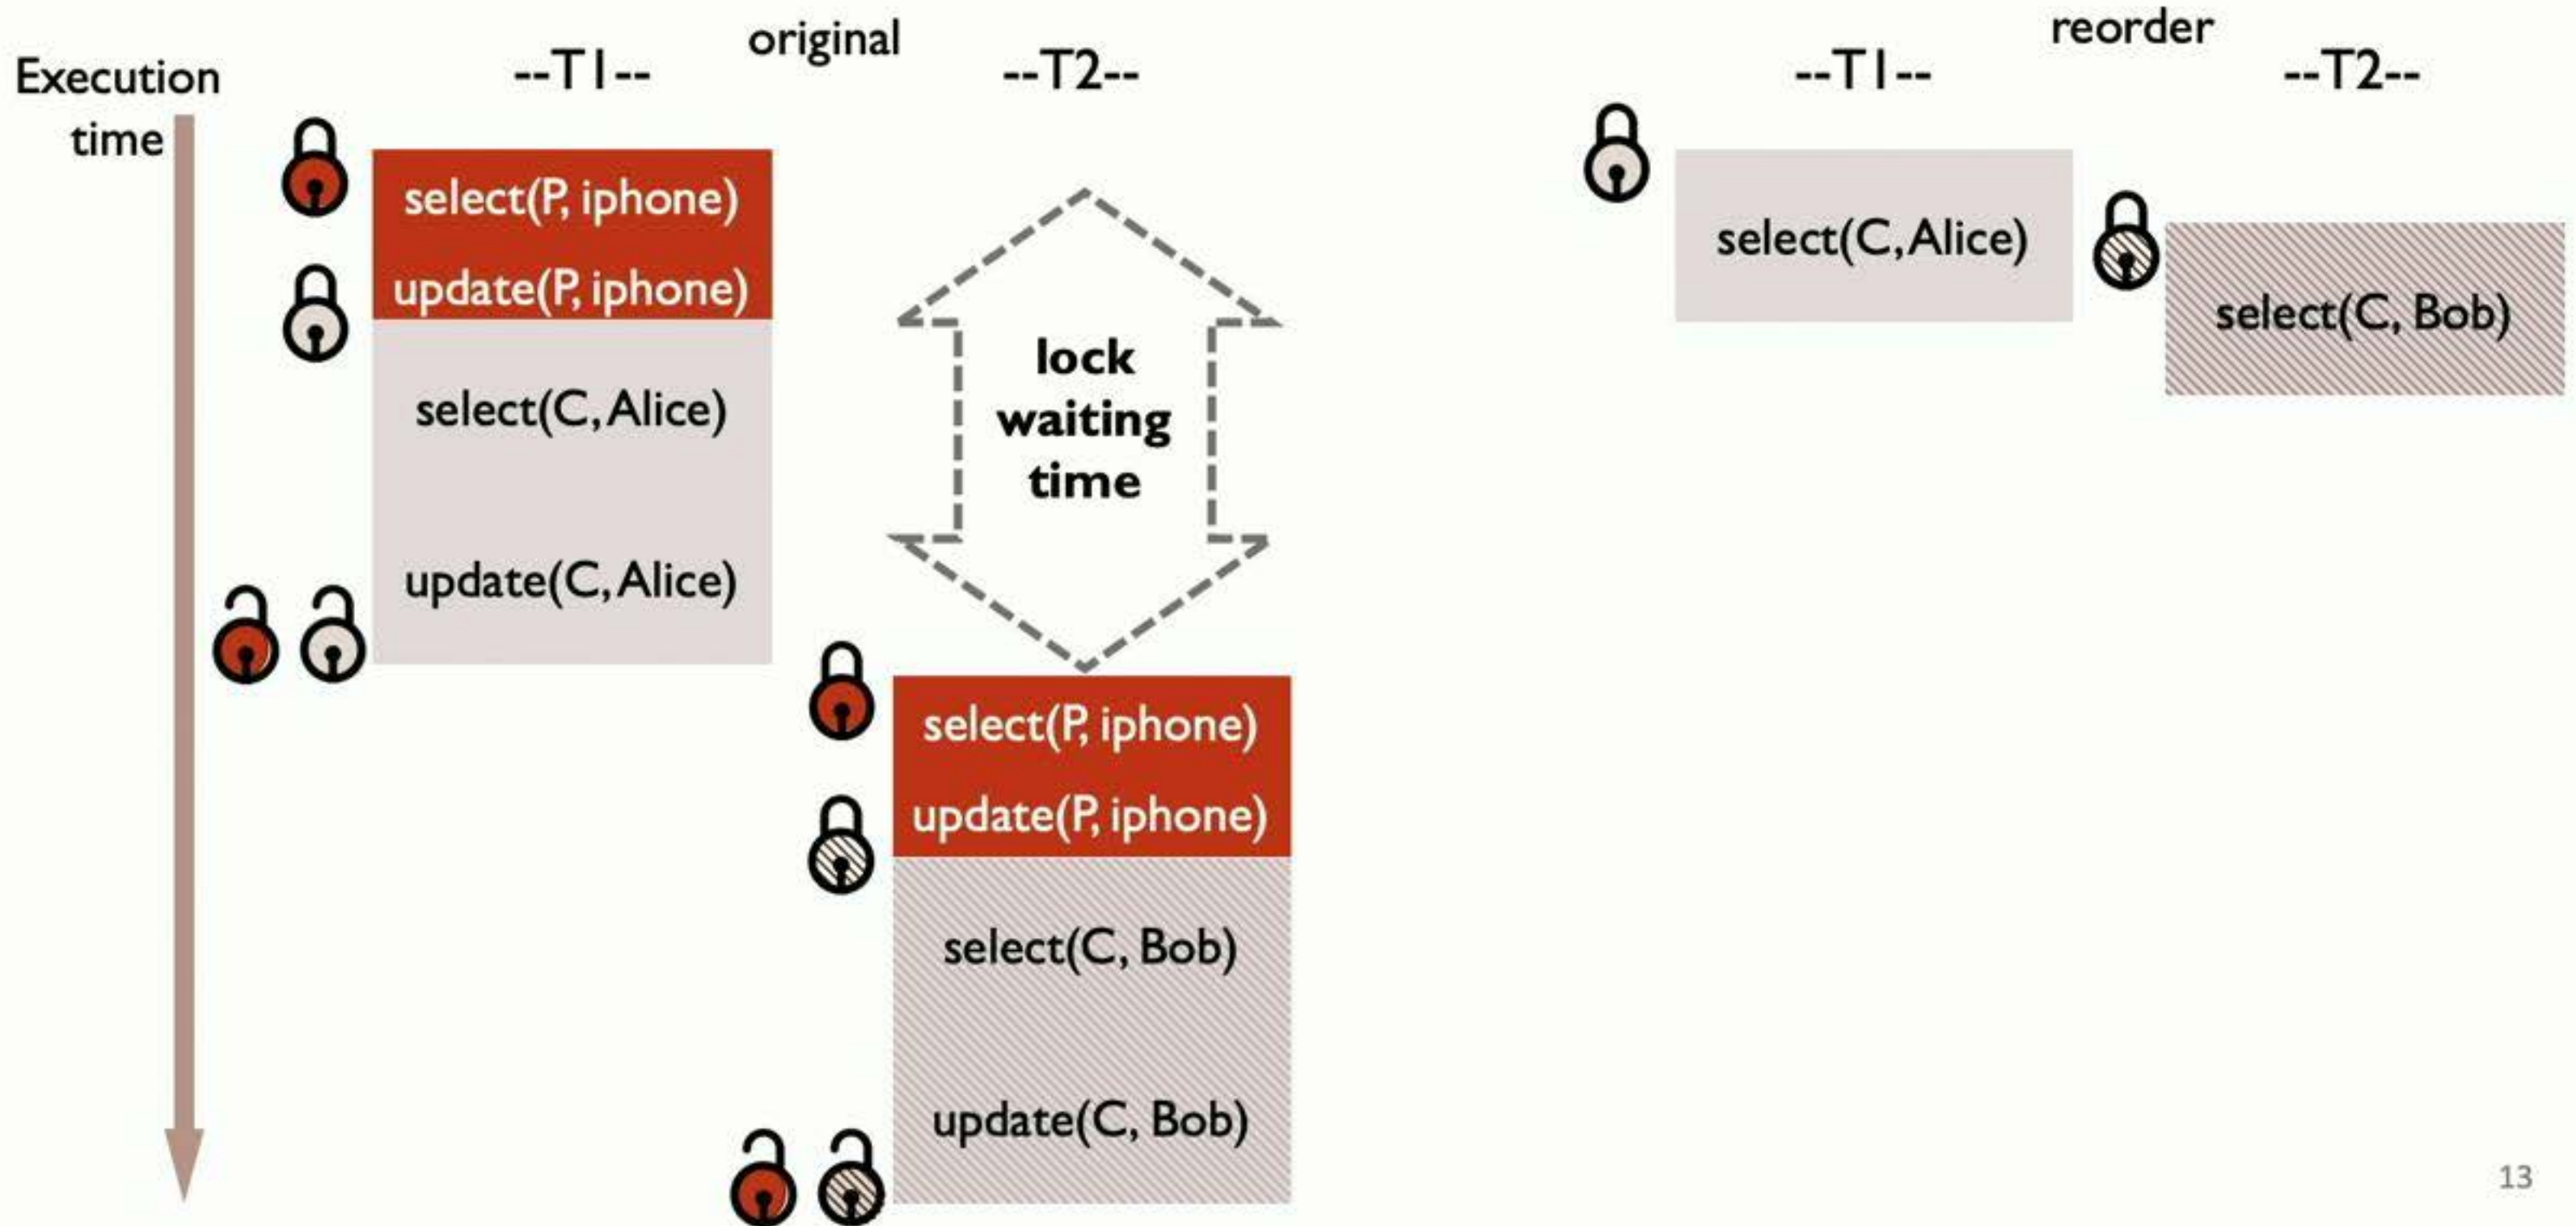 original
reorder
Execution
time
--T1--
--T2--
--T1--
--T2--
select(P, iphone)
update(P, iphone)
select(C, Alice)
update(C, Alice)
lock
waiting
time
select(P, iphone)
update(P, iphone)
select(C, Bob)
update(C, Bob)
select(C, Alice)
select(C, Bob)
13